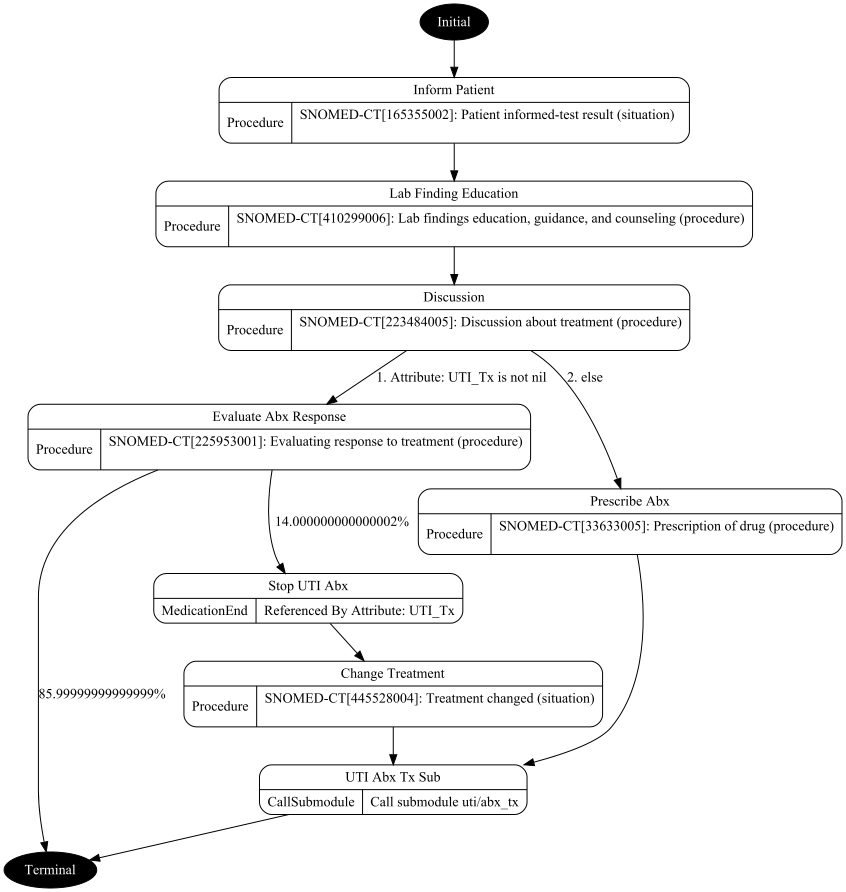 Initial
Inform Patient
Procedure
SNOMED-CT[165355002]: Patient informed-test result (situation)
Lab Finding Education
Procedure
SNOMED-CT[410299006]: Lab findings education, guidance, and counseling (procedure)
Discussion
Procedure
SNOMED-CT[223484005]: Discussion about treatment (procedure)
1. Attribute: UTI_Tx is not nil
2. else
Evaluate Abx Response
Procedure
SNOMED-CT[225953001]: Evaluating response to treatment (procedure)
Prescribe Abx
Procedure
SNOMED-CT[33633005]: Prescription of drug (procedure)
14.000000000000002%
Stop UTI Abx
MedicationEnd
Referenced By Attribute: UTI_Tx
Change Treatment
Procedure
SNOMED-CT[445528004]: Treatment changed (situation)
85.99999999999999%
UTI Abx Tx Sub
CallSubmodule
Call submodule uti/abx_tx
Terminal